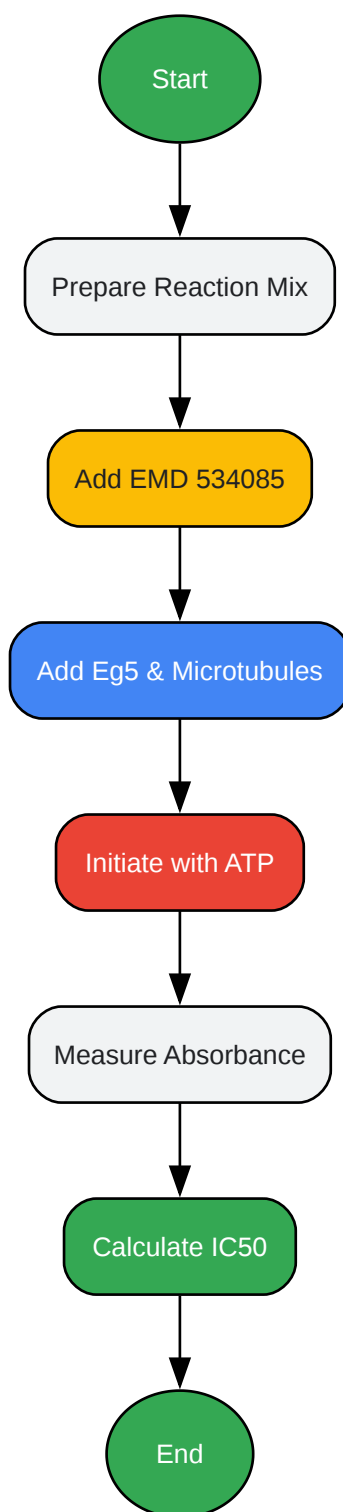 Start
Prepare Reaction Mix
Add EMD 534085
Add Eg5 & Microtubules
Initiate with ATP
Measure Absorbance
Calculate IC50
End